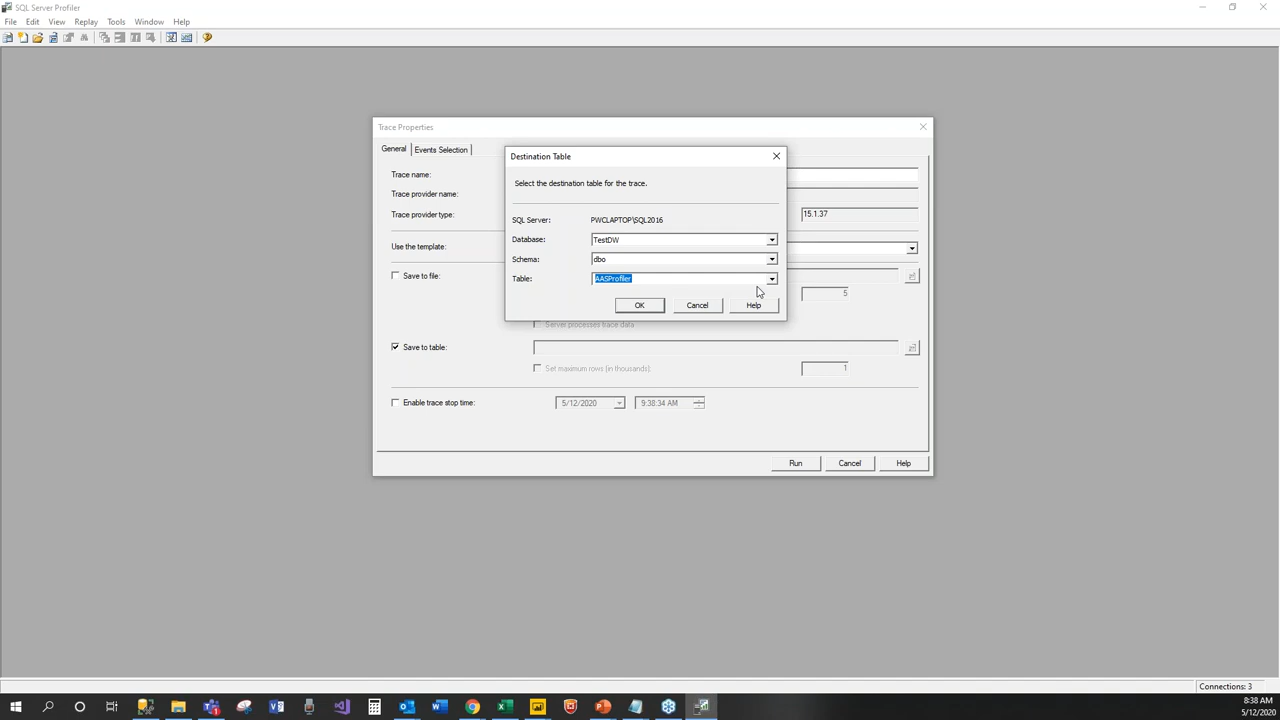 SQL Server Profiler
File Edit View Replay Tools Window Help
Trace Properties
General Events Selection
Destination Table
Select the destination table for the trace.
Trace name:
Trace provider name:
Trace provider type:
15.1.37
SQL Server: PWCLAPTOP\SQL2016
Database: TestDW
Schema: dbo
Table: AASProfiler
OK Cancel Help
Use the template:
Save to file:
5
Server processes trace data
Save to table:
Set maximum rows (in thousands):
1
Enable trace stop time: 5/12/2020 9:38:34 AM
Run Cancel Help
Connections: 3
8:38 AM
5/12/2020